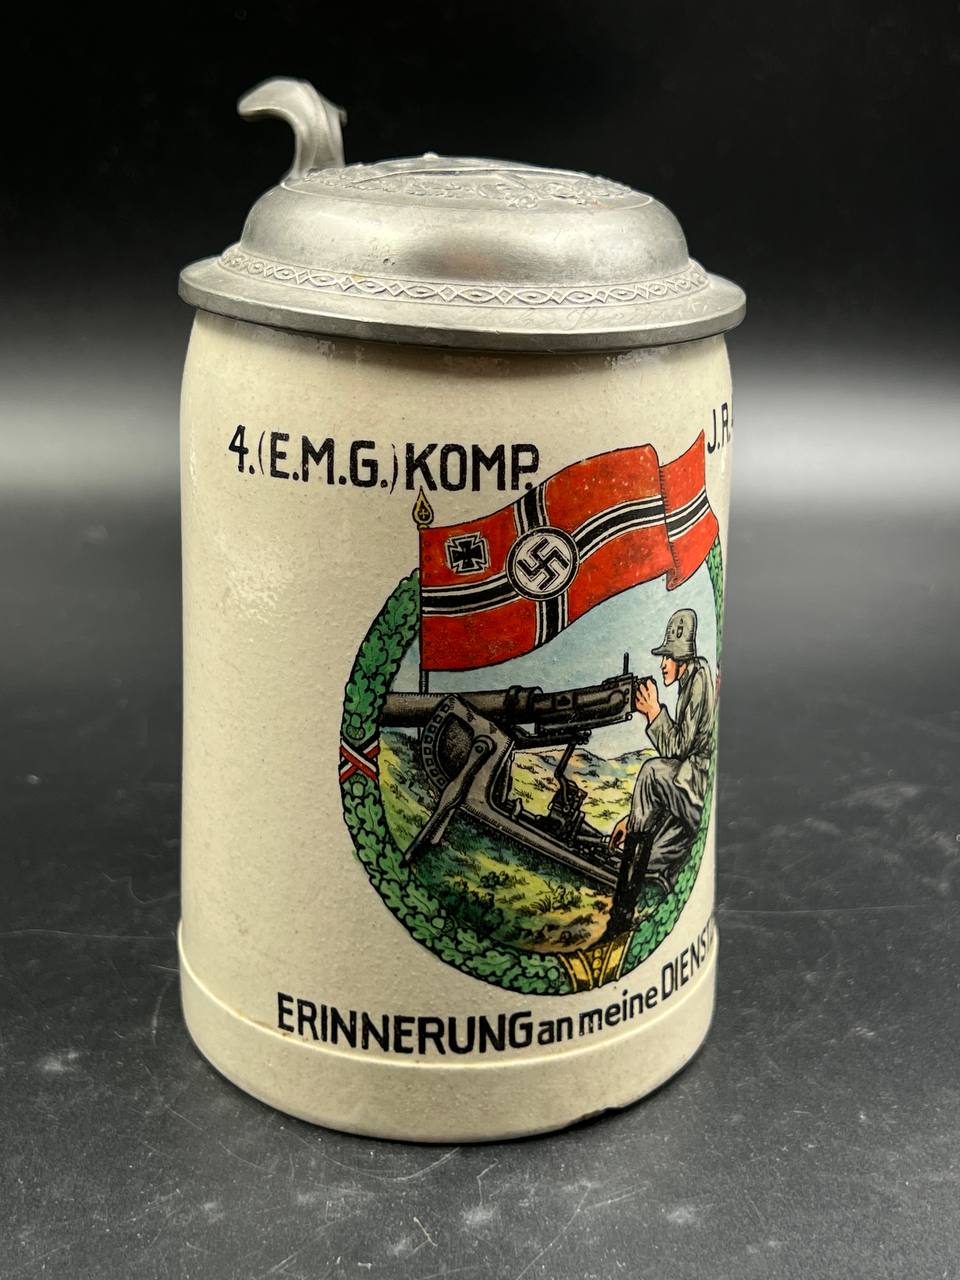 4.(E.M.G.)KOMP.
J.R.
ERINNERUNG an meine